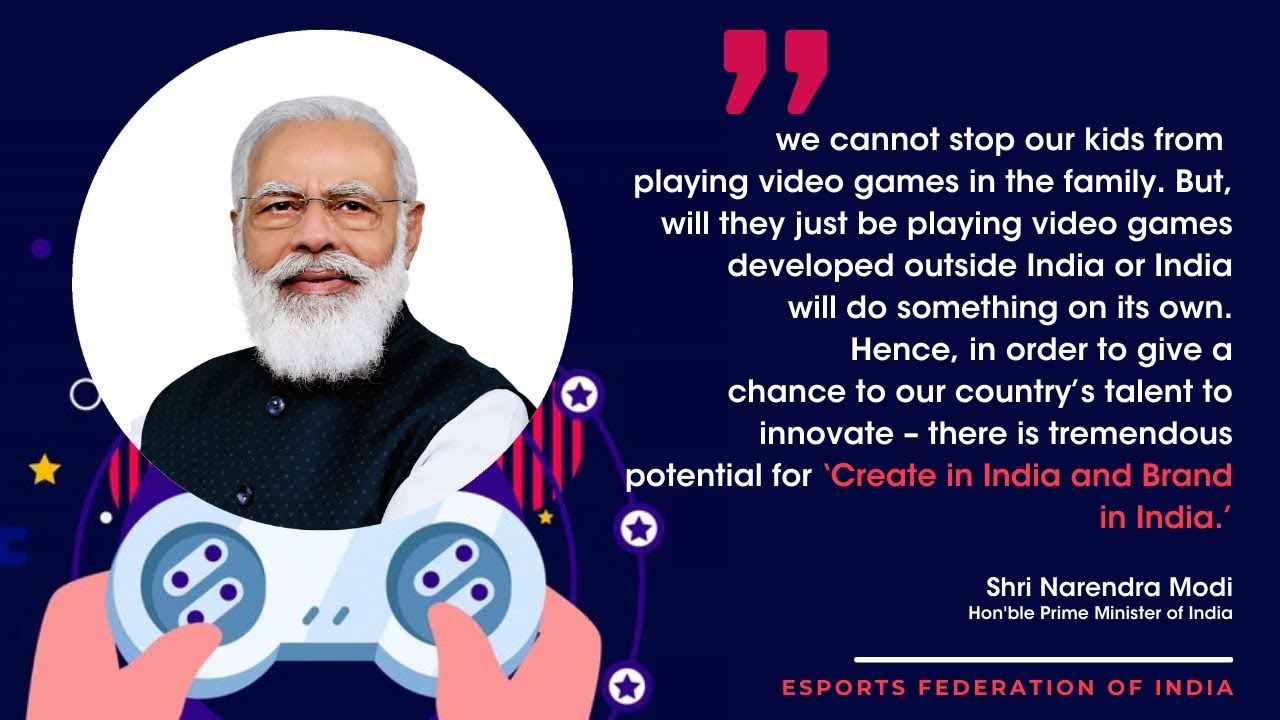 ”
we cannot stop our kids from
playing video games in the family. But,
will they just be playing video games
developed outside India or India
will do something on its own.
Hence, in order to give a
chance to our country’s talent to
innovate – there is tremendous
potential for ‘Create in India and Brand
in India.’
Shri Narendra Modi
Hon'ble Prime Minister of India
ESPORTS FEDERATION OF INDIA